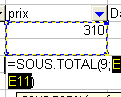 prix
310
=SOUS.TOTAL(9;E
E11)